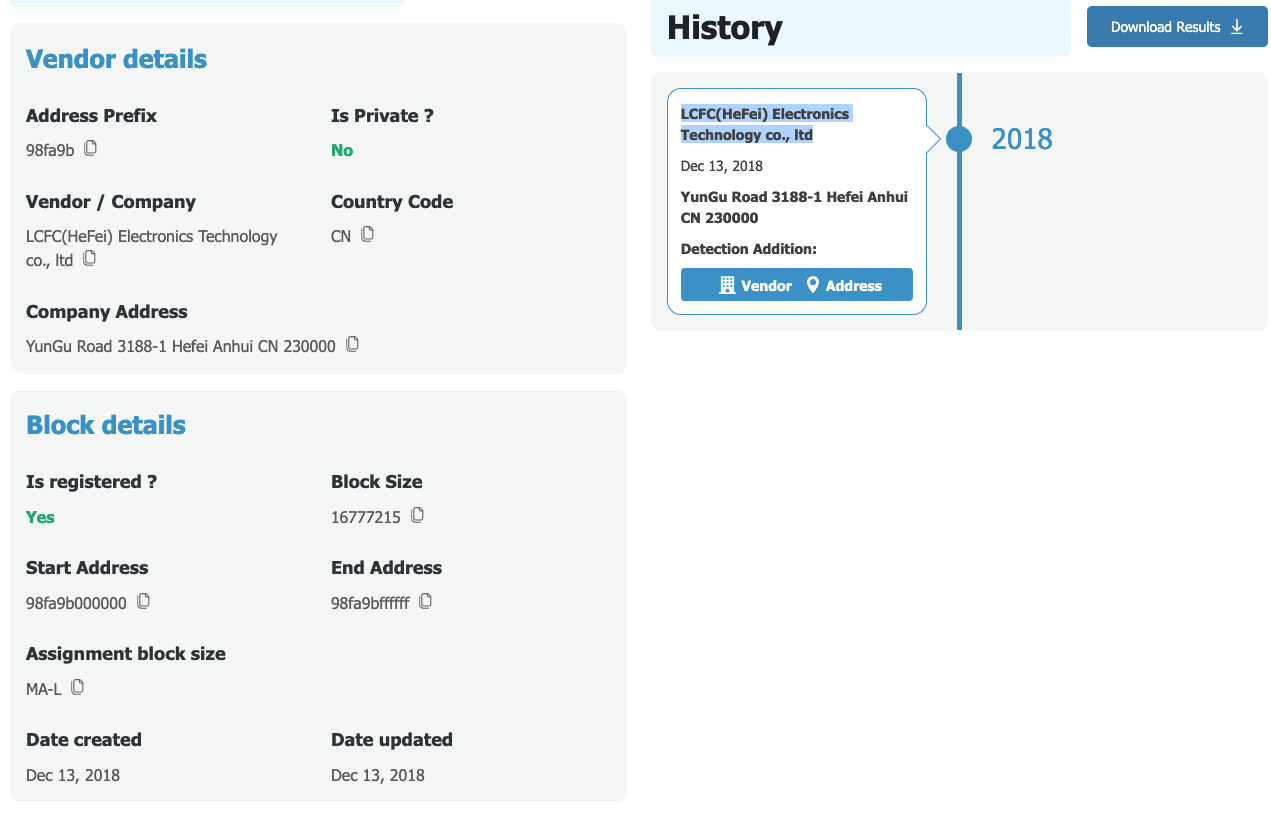 Vendor details
Address Prefix
Is Private ?
98fa9b
No
Vendor / Company
Country Code
LCFC(HeFei) Electronics Technology
co., ltd
CN
Company Address
YunGu Road 3188-1 Hefei Anhui CN 230000
Block details
Is registered ?
Block Size
Yes
16777215
Start Address
End Address
98fa9b000000
98fa9bffffff
Assignment block size
MA-L
Date created
Date updated
Dec 13, 2018
Dec 13, 2018
History
Download Results
LCFC(HeFei) Electronics
Technology co., ltd
Dec 13, 2018
YunGu Road 3188-1 Hefei Anhui
CN 230000
Detection Addition:
Vendor Address
2018